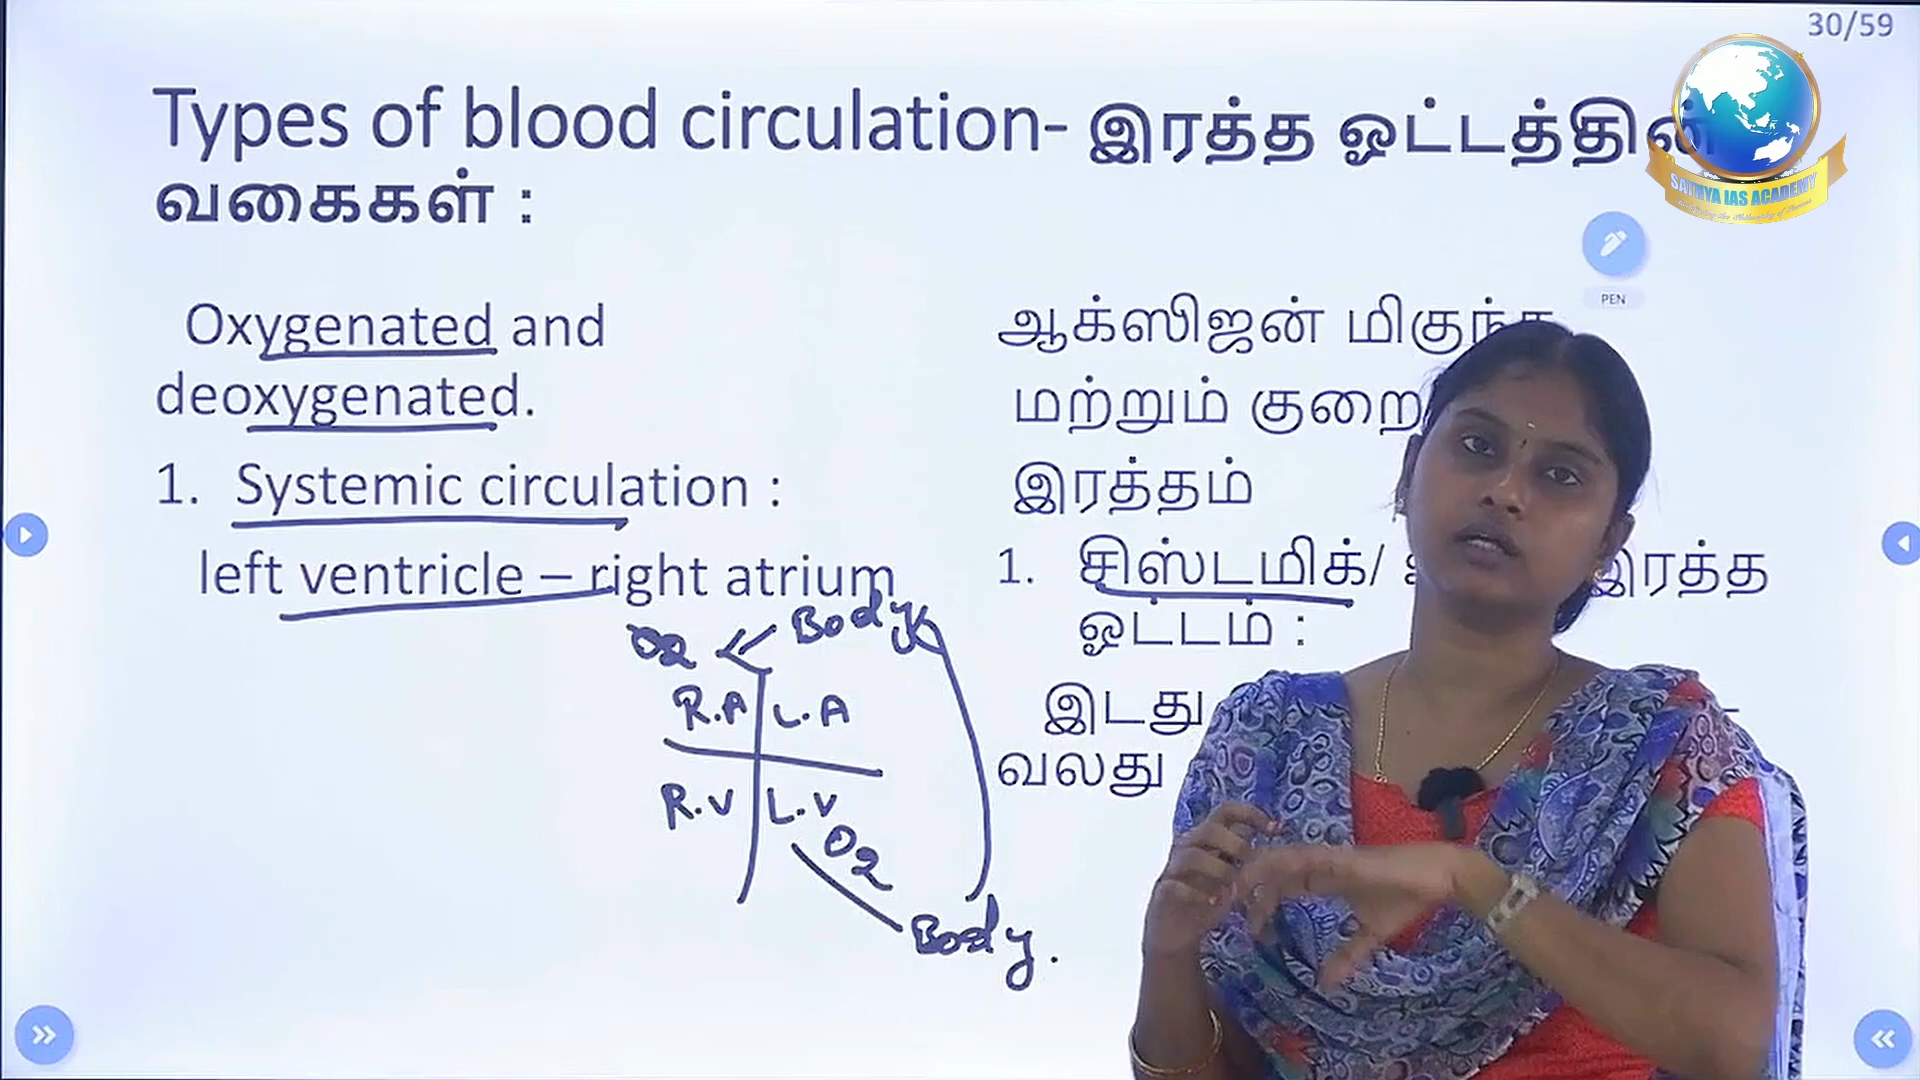 30/59
Types of blood circulation- இரத்த ஓட்டத்தின்
வகைகள் :
SATHYA IAS ACADEMY
PEN
Oxygenated and
deoxygenated.
1. Systemic circulation :
left ventricle – right atrium
ஆக்ஸிஜன் மிகுந்த
மற்றும் குறை
இரத்தம்
1. சிஸ்டமிக்/ இரத்த
ஓட்டம் :
இடது -
வலது
O2 Body
R.A L.A
R.V L.V
O2
Body.